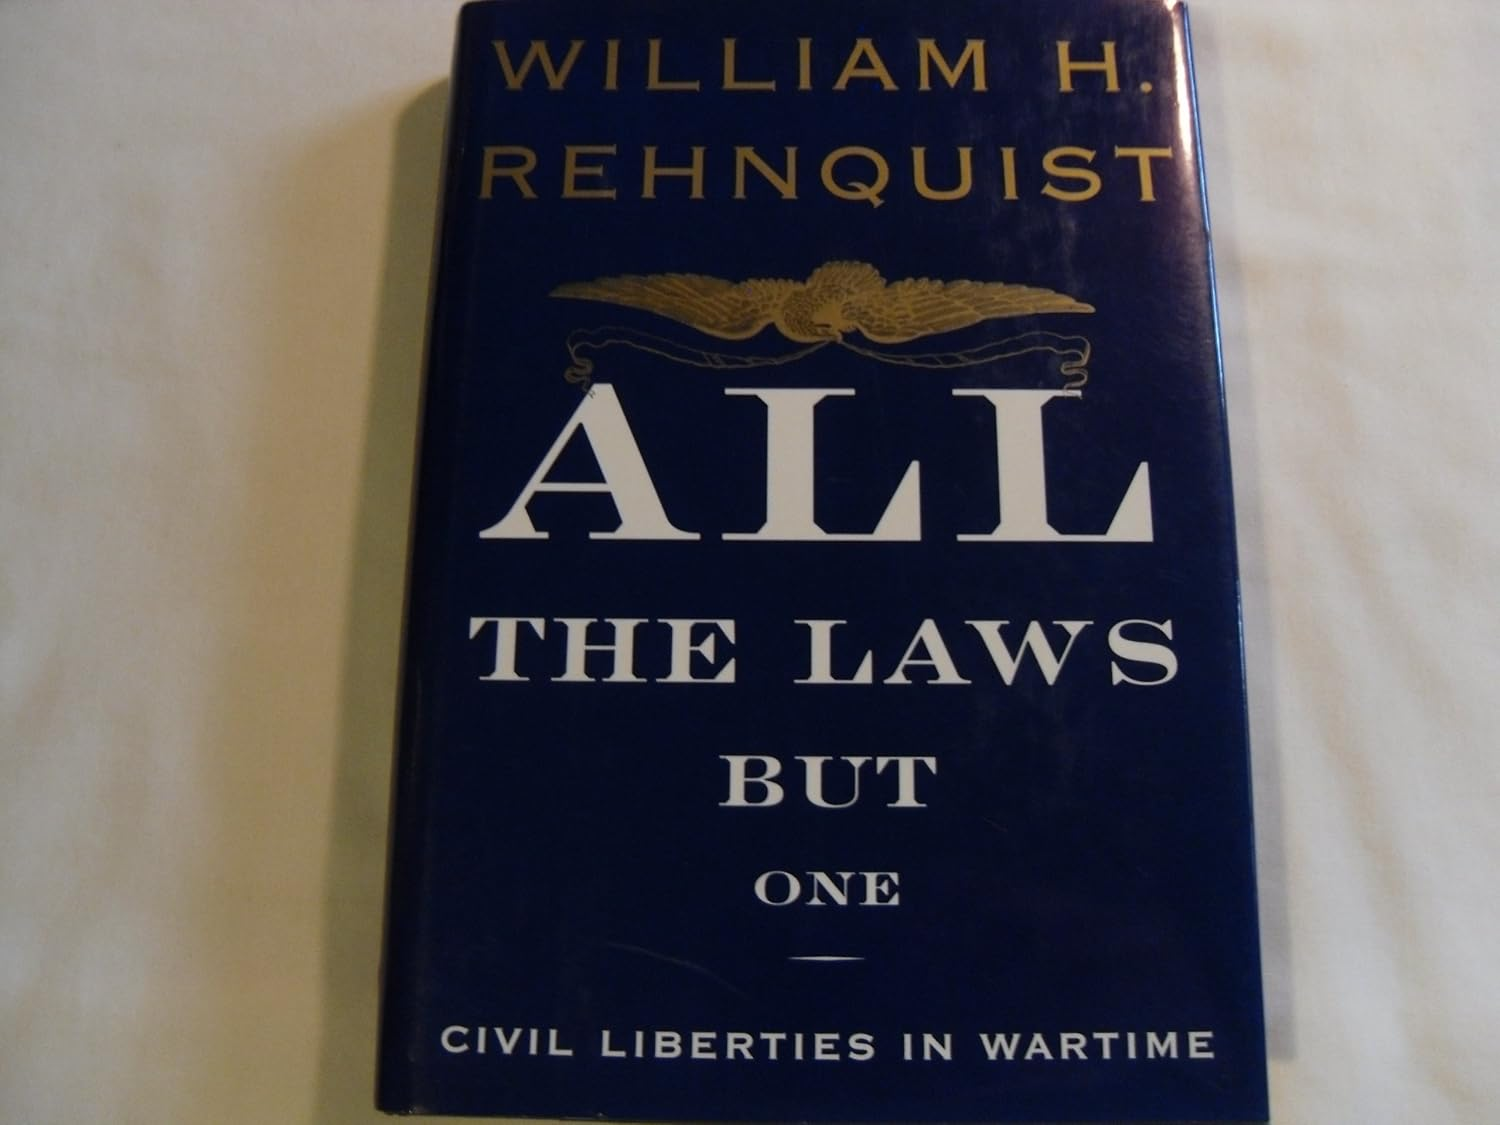 WILLIAM H.
REHNQUIST
ALL
THE LAWS
BUT
ONE
CIVIL LIBERTIES IN WARTIME